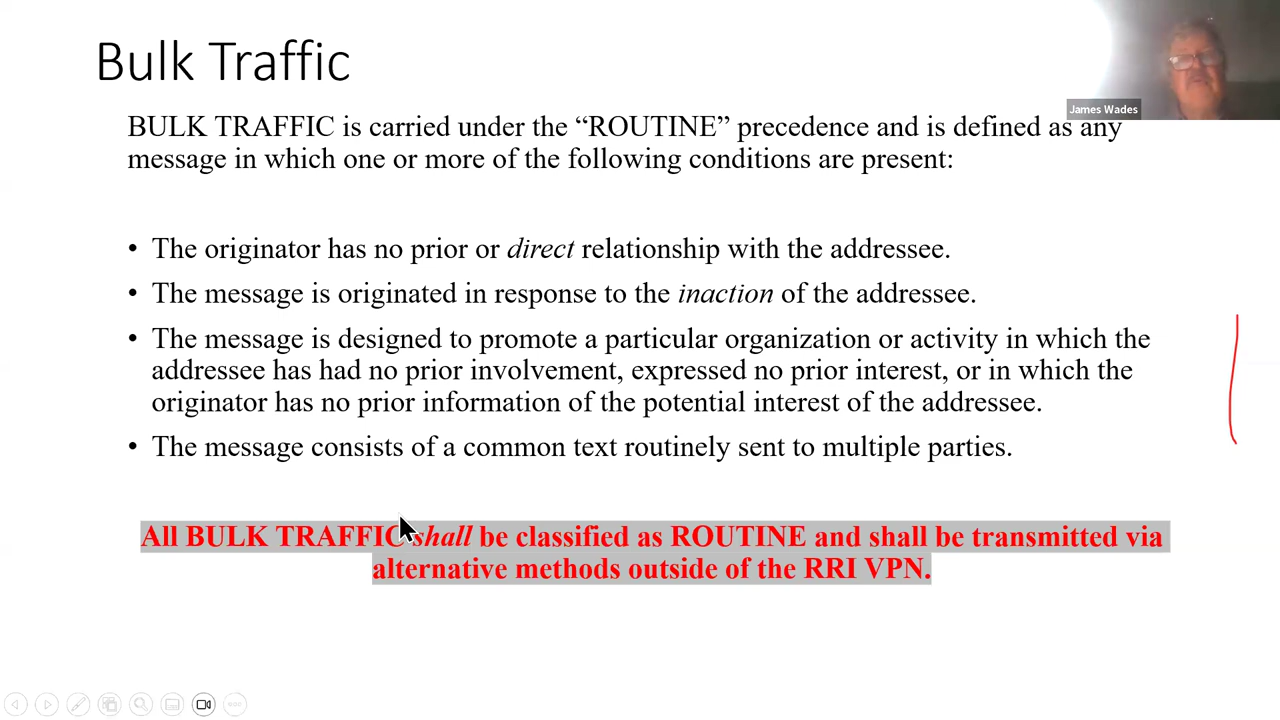 Bulk Traffic
James Wades
BULK TRAFFIC is carried under the “ROUTINE” precedence and is defined as any
message in which one or more of the following conditions are present:
• The originator has no prior or direct relationship with the addressee.
• The message is originated in response to the inaction of the addressee.
• The message is designed to promote a particular organization or activity in which the
addressee has had no prior involvement, expressed no prior interest, or in which the
originator has no prior information of the potential interest of the addressee.
• The message consists of a common text routinely sent to multiple parties.
All BULK TRAFFIC shall be classified as ROUTINE and shall be transmitted via
alternative methods outside of the RRI VPN.